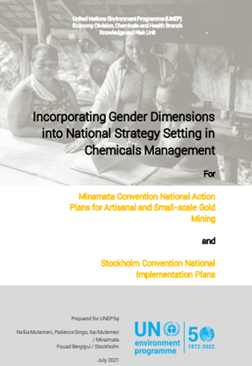 United Nations Environment Programme (UNEP)
Economy Division, Chemicals and Health Branch
Knowledge and Risk Unit
Incorporating Gender Dimensions
into National Strategy Setting in
Chemicals Management
For
Minamata Convention National Action
Plans for Artisanal and Small-scale Gold
Mining
and
Stockholm Convention National
Implementation Plans
Prepared for UNEP by
Nellia Mutemeri, Patience Singo, Kai Mutemeri
/ Minamata
Fouad Bergigui / Stockholm
July 2021
UN
environment
programme
50
1972-2022